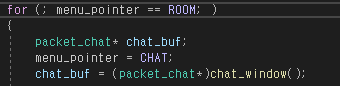 for (; menu_pointer == ROOM; )
{
packet_chat* chat_buf;
menu_pointer = CHAT;
chat_buf = (packet_chat*)chat_window();